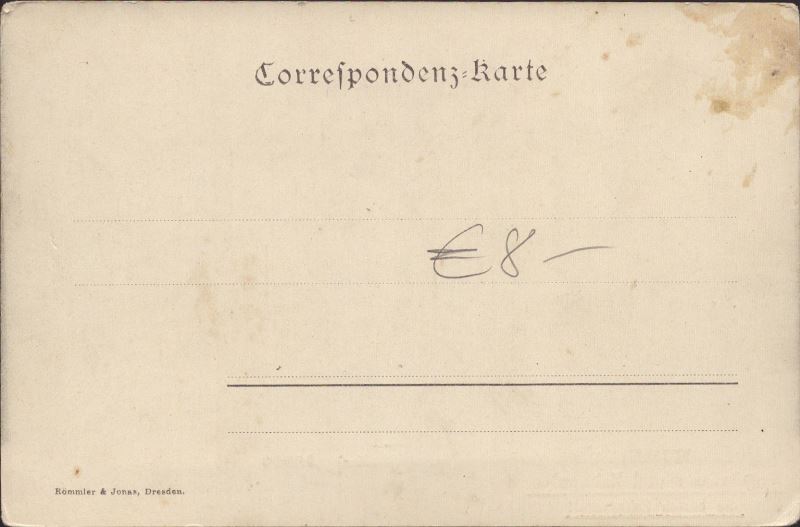 Correſpondenz-Karte
€ 8 –
Römmler & Jonas, Dresden.